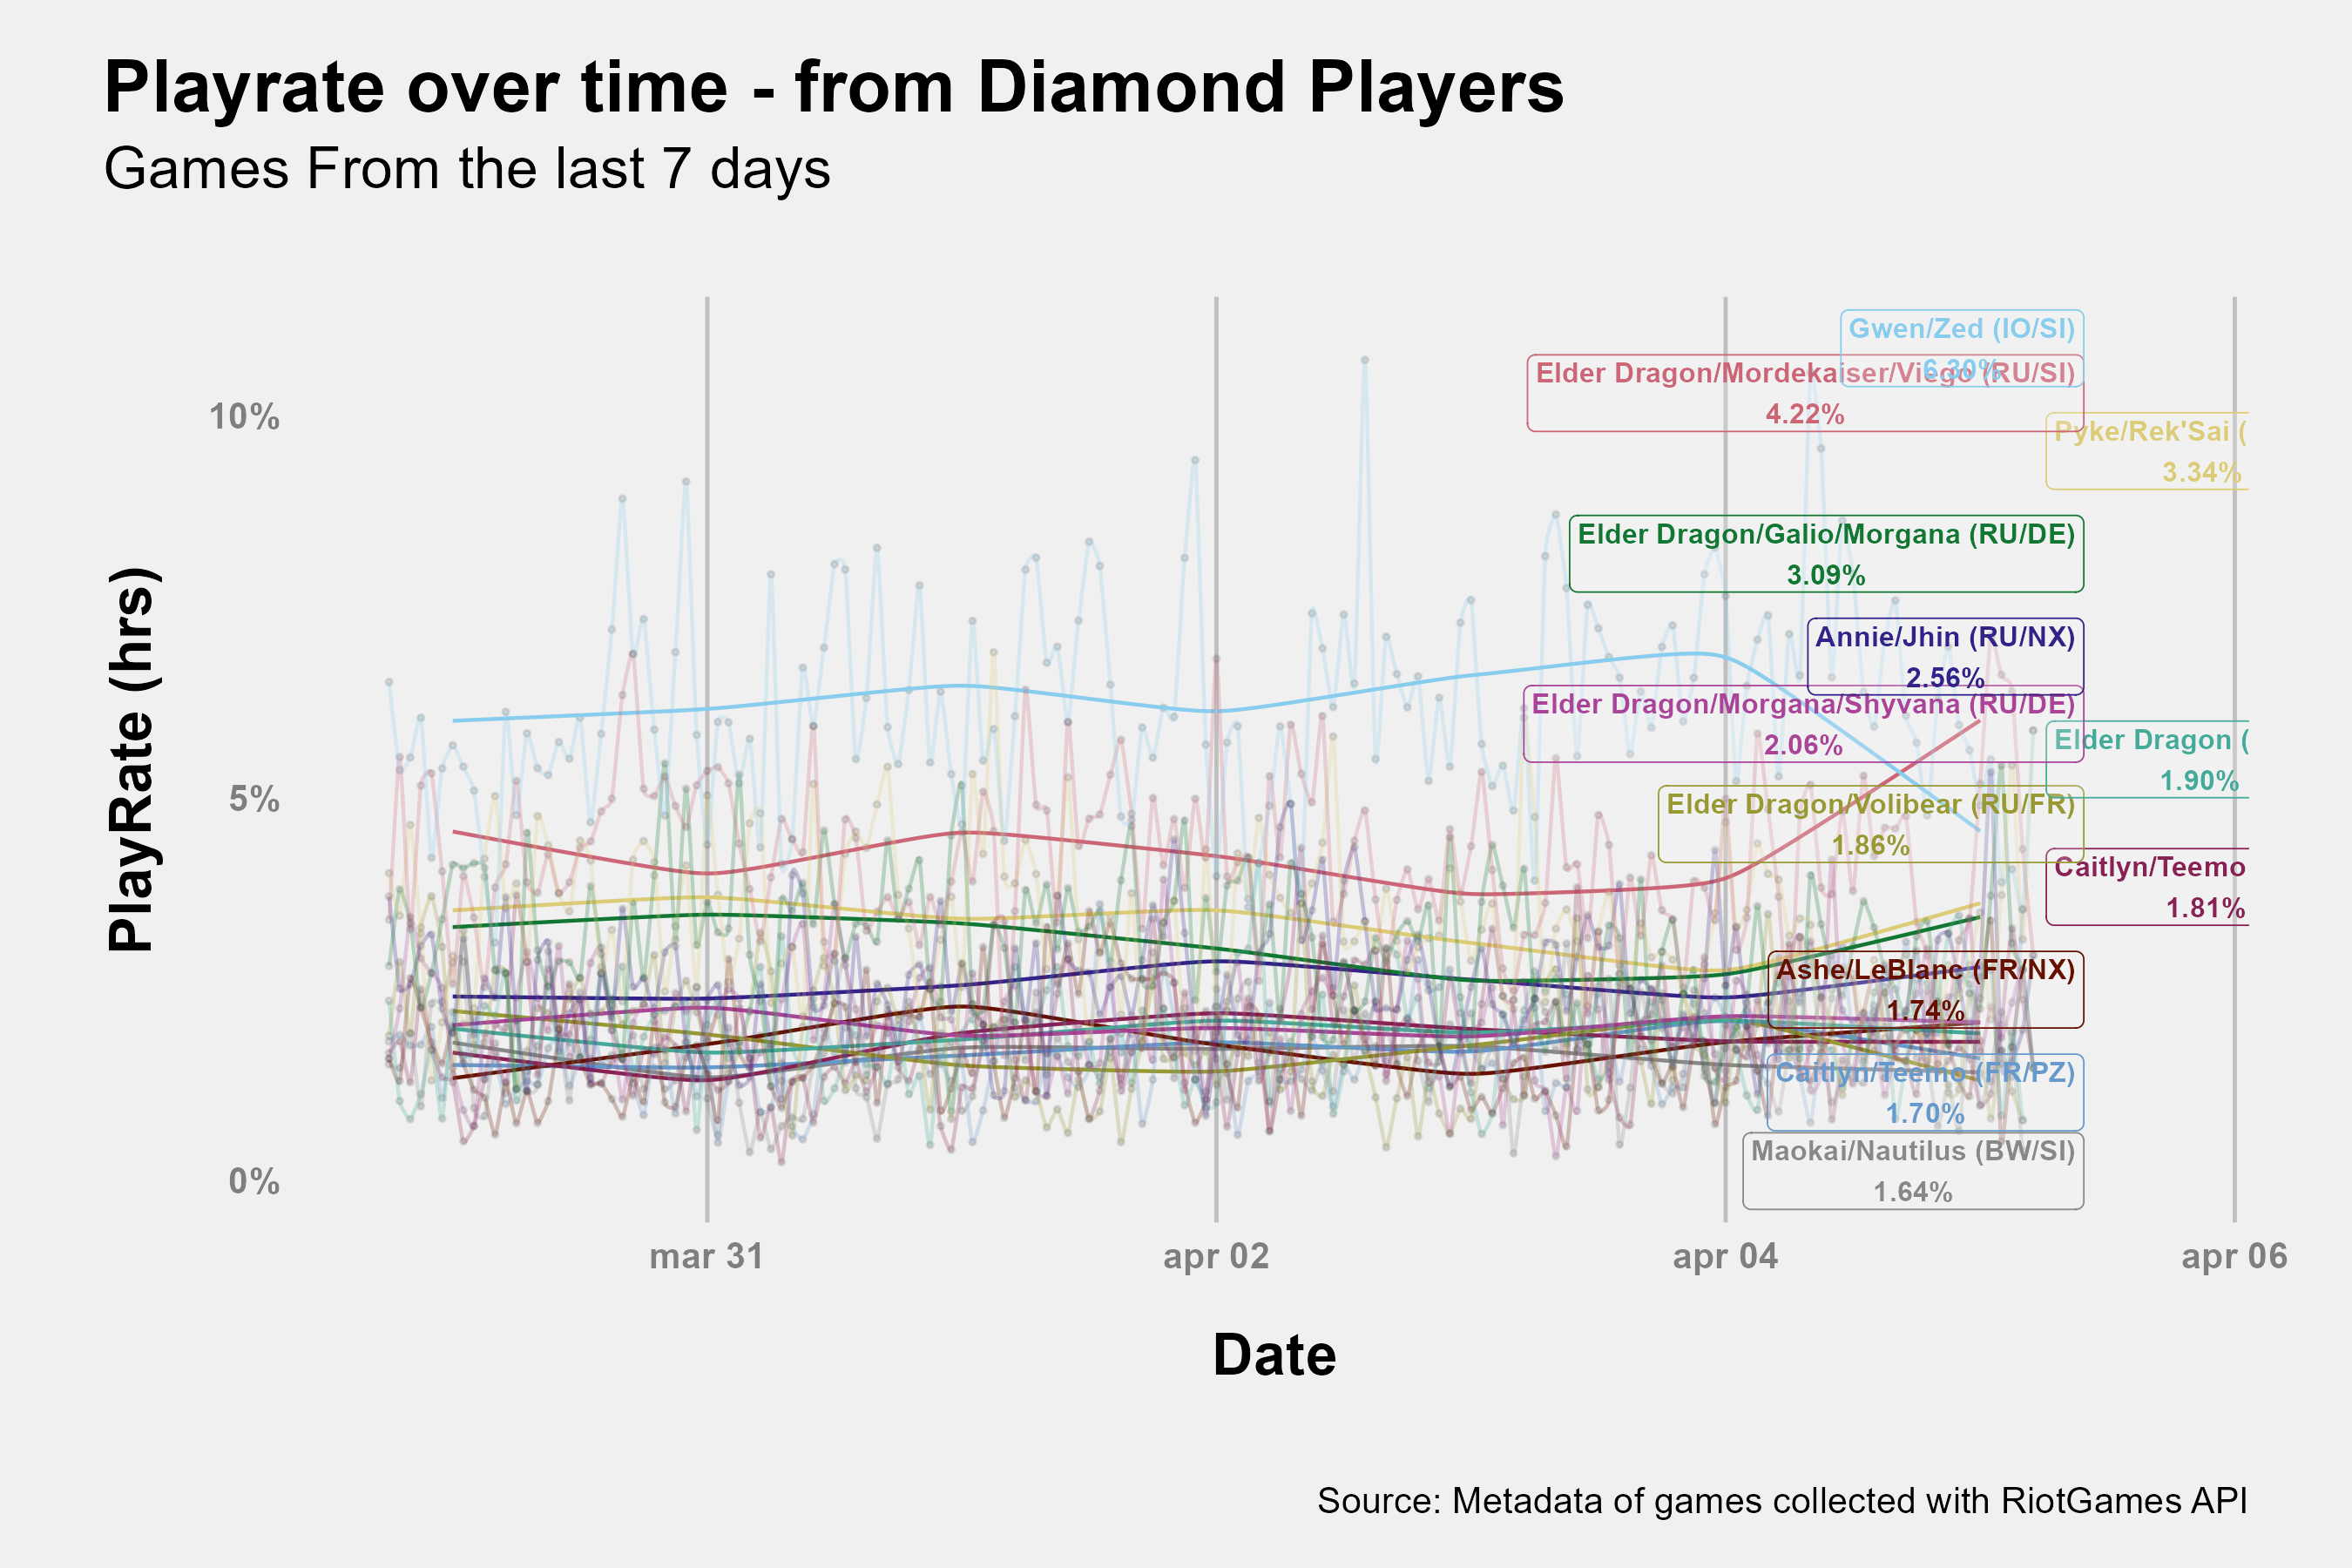 Playrate over time - from Diamond Players
Games From the last 7 days
PlayRate (hrs)
10%
5%
0%
Gwen/Zed (IO/SI)
6.30%
Elder Dragon/Mordekaiser/Viego (RU/SI)
4.22%
Pyke/Rek'Sai (
3.34%
Elder Dragon/Galio/Morgana (RU/DE)
3.09%
Annie/Jhin (RU/NX)
2.56%
Elder Dragon/Morgana/Shyvana (RU/DE)
2.06%
Elder Dragon (
1.90%
Elder Dragon/Volibear (RU/FR)
1.86%
Caitlyn/Teemo
1.81%
Ashe/LeBlanc (FR/NX)
1.74%
Caitlyn/Teemo (FR/PZ)
1.70%
Maokai/Nautilus (BW/SI)
1.64%
mar 31
apr 02
apr 04
apr 06
Date
Source: Metadata of games collected with RiotGames API